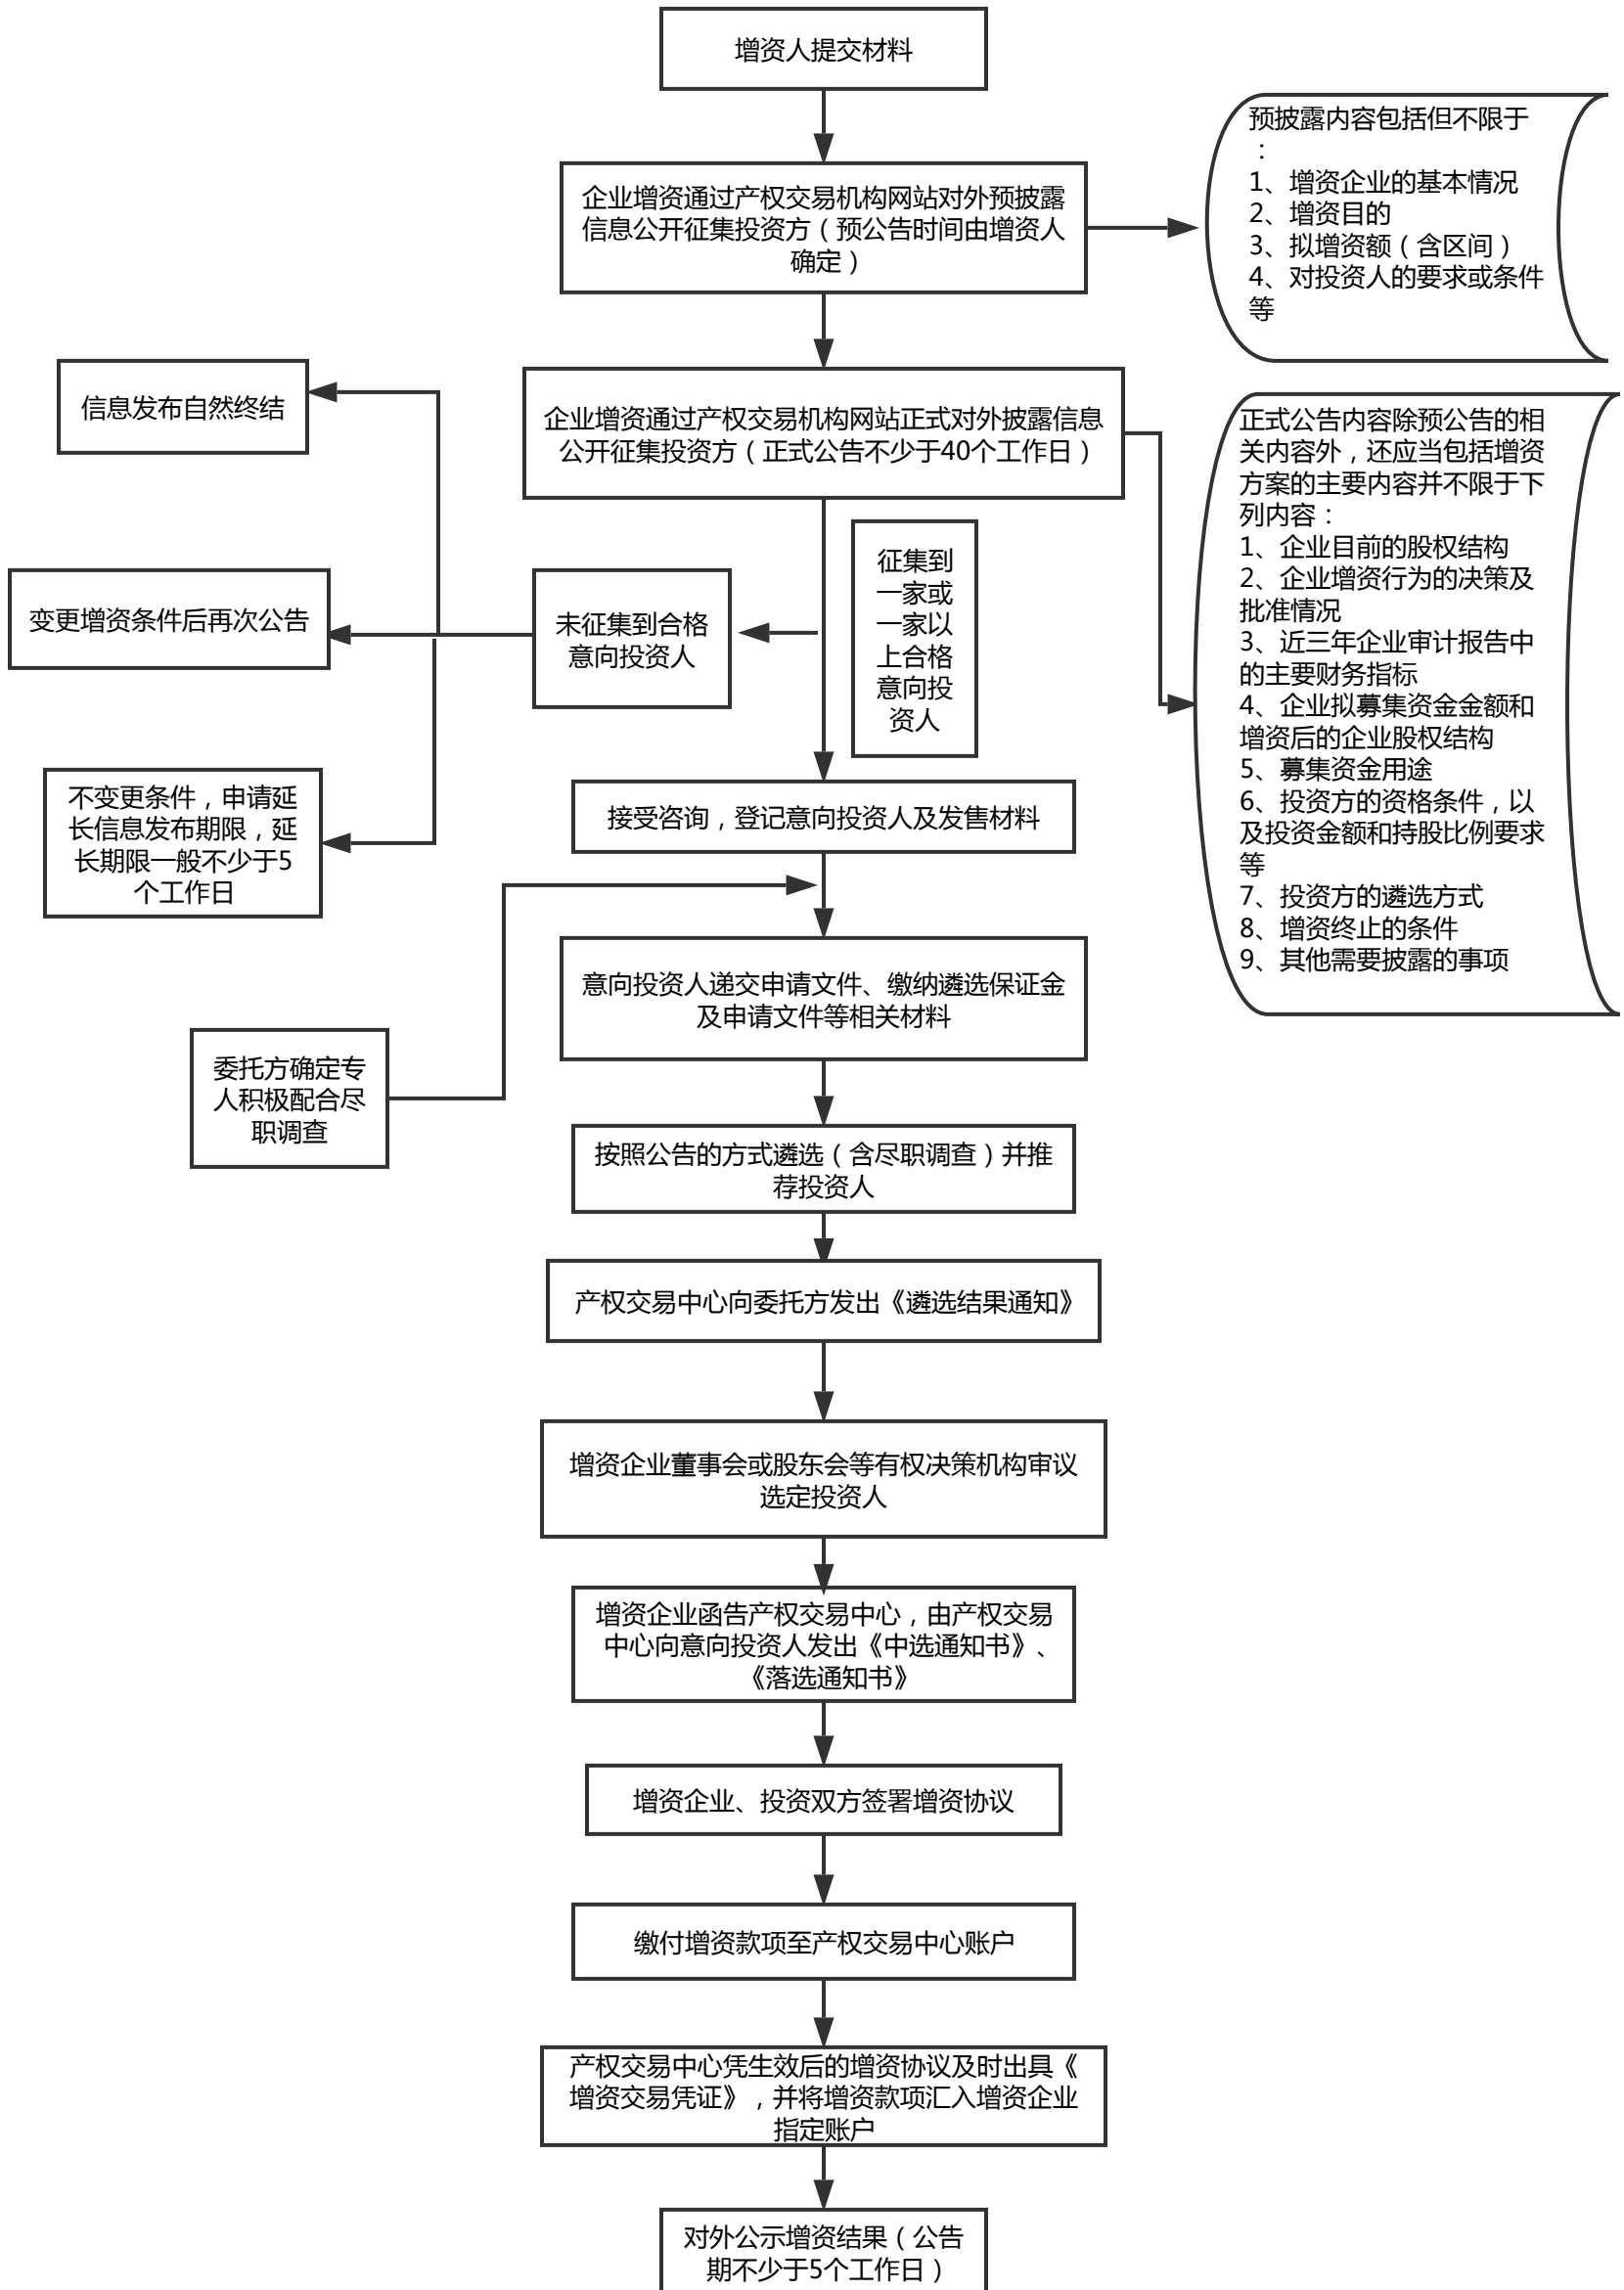 增资人提交材料
企业增资通过产权交易机构网站对外预披露
信息公开征集投资方（预公告时间由增资人
确定）
预披露内容包括但不限于
：
1、增资企业的基本情况
2、增资目的
3、拟增资额（含区间）
4、对投资人的要求或条件
等
企业增资通过产权交易机构网站正式对外披露信息
公开征集投资方（正式公告不少于40个工作日）
正式公告内容除预公告的相
关内容外，还应当包括增资
方案的主要内容并不限于下
列内容：
1、企业目前的股权结构
2、企业增资行为的决策及
批准情况
3、近三年企业审计报告中
的主要财务指标
4、企业拟募集资金金额和
增资后的企业股权结构
5、募集资金用途
6、投资方的资格条件，以
及投资金额和持股比例要求
等
7、投资方的遴选方式
8、增资终止的条件
9、其他需要披露的事项
信息发布自然终结
变更增资条件后再次公告
未征集到合格
意向投资人
征集到
一家或
一家以
上合格
意向投
资人
不变更条件，申请延
长信息发布期限，延
长期限一般不少于5
个工作日
接受咨询，登记意向投资人及发售材料
意向投资人递交申请文件、缴纳遴选保证金
及申请文件等相关材料
委托方确定专
人积极配合尽
职调查
按照公告的方式遴选（含尽职调查）并推
荐投资人
产权交易中心向委托方发出《遴选结果通知》
增资企业董事会或股东会等有权决策机构审议
选定投资人
增资企业函告产权交易中心，由产权交易
中心向意向投资人发出《中选通知书》、
《落选通知书》
增资企业、投资双方签署增资协议
缴付增资款项至产权交易中心账户
产权交易中心凭生效后的增资协议及时出具《
增资交易凭证》，并将增资款项汇入增资企业
指定账户
对外公示增资结果（公告
期不少于5个工作日）